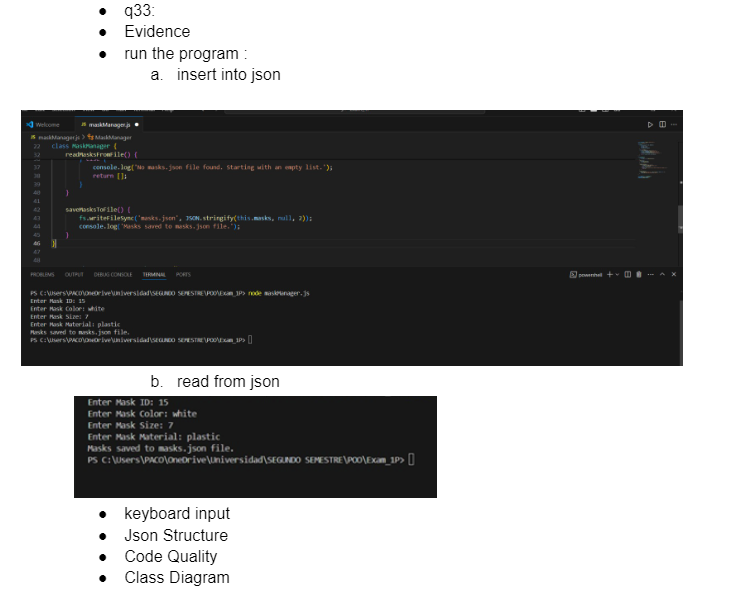 q33:
Evidence
run the program :
a. insert into json
Welcome
JS maskManager.js
JS maskManager.js > MaskManager
22 class MaskManager {
32 readMasksFromFile() {
37 console.log('No masks.json file found. Starting with an empty list.');
38 return [];
39 }
40 }
41
42 saveMasksToFile() {
43 fs.writeFileSync('masks.json', JSON.stringify(this.masks, null, 2));
44 console.log('Masks saved to masks.json file.');
45 }
46 }
47
48
PROBLEMS OUTPUT DEBUG CONSOLE TERMINAL PORTS
powershell
PS C:\Users\PACO\OneDrive\Universidad\SEGUNDO SEMESTRE\POO\Exam_1P> node maskManager.js
Enter Mask ID: 15
Enter Mask Color: white
Enter Mask Size: 7
Enter Mask Material: plastic
Masks saved to masks.json file.
PS C:\Users\PACO\OneDrive\Universidad\SEGUNDO SEMESTRE\POO\Exam_1P>
b. read from json
Enter Mask ID: 15
Enter Mask Color: white
Enter Mask Size: 7
Enter Mask Material: plastic
Masks saved to masks.json file.
PS C:\Users\PACO\OneDrive\Universidad\SEGUNDO SEMESTRE\POO\Exam_1P>
keyboard input
Json Structure
Code Quality
Class Diagram